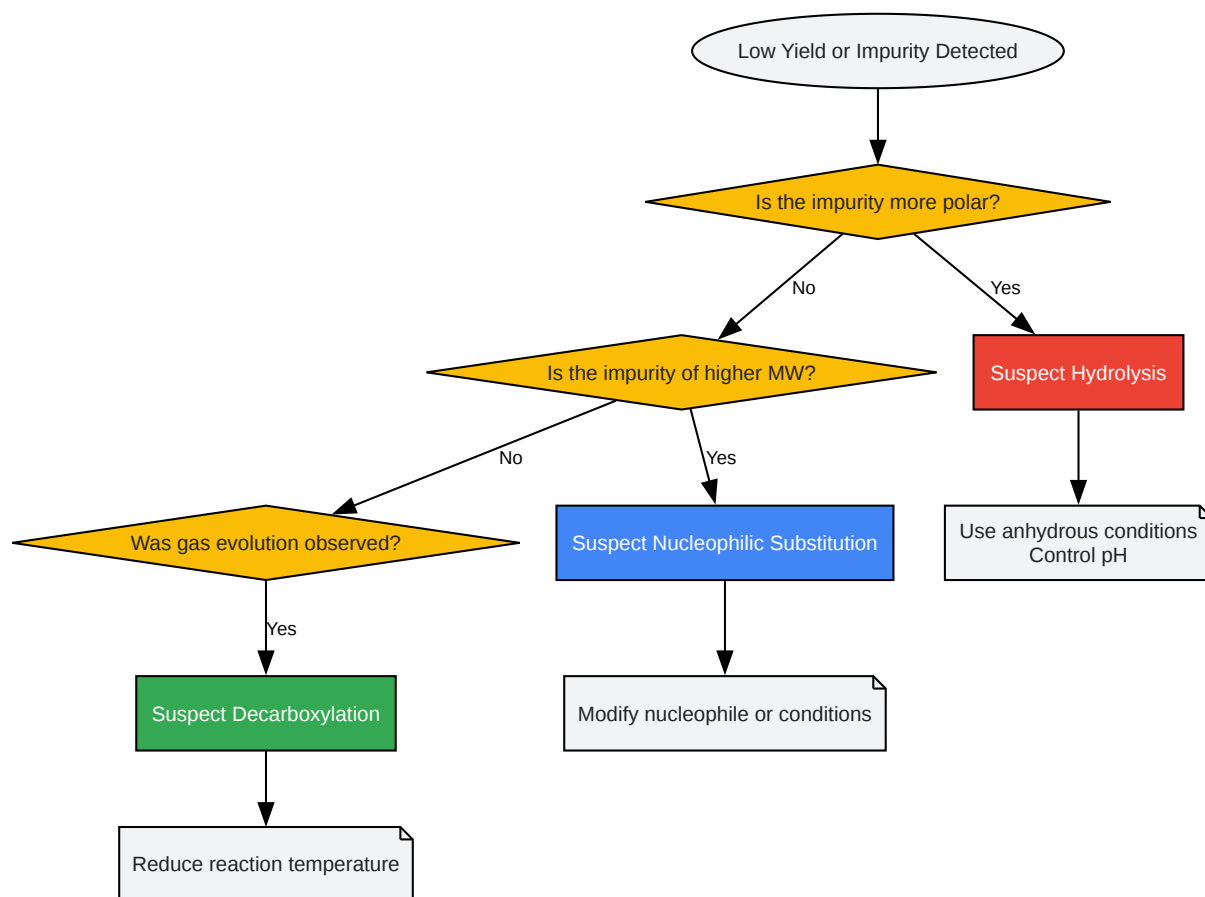 Low Yield or Impurity Detected
Is the impurity more polar?
No
Yes
Is the impurity of higher MW?
Suspect Hydrolysis
No
Yes
Was gas evolution observed?
Suspect Nucleophilic Substitution
Use anhydrous conditions
Control pH
Yes
Suspect Decarboxylation
Modify nucleophile or conditions
Reduce reaction temperature